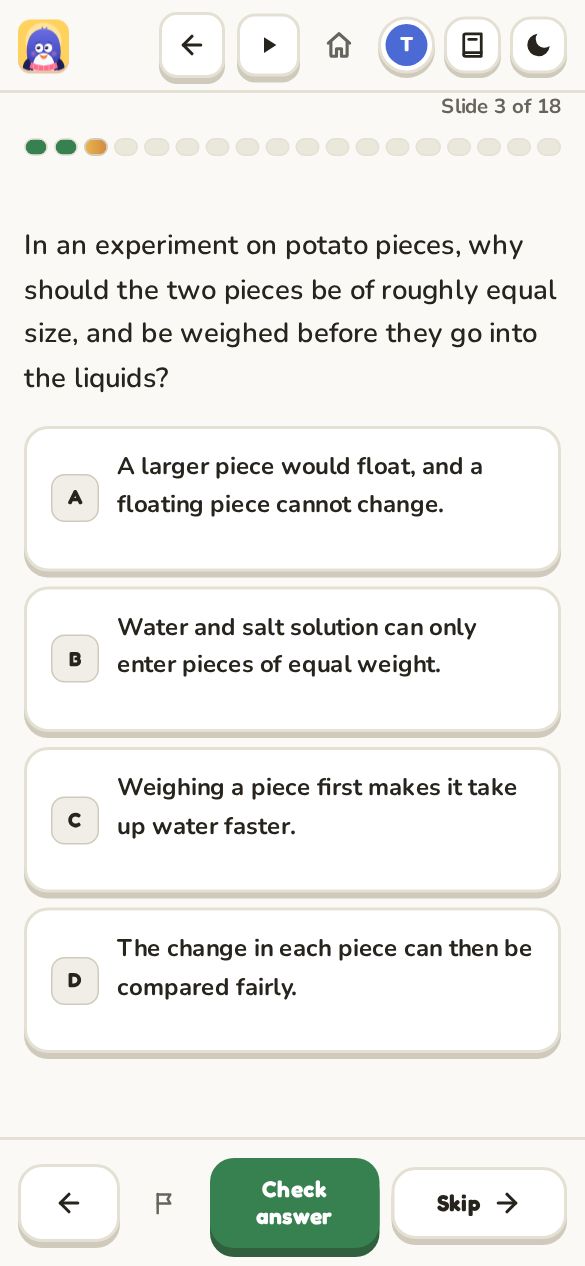 T
Slide 3 of 18
In an experiment on potato pieces, why
should the two pieces be of roughly equal
size, and be weighed before they go into
the liquids?
A
A larger piece would float, and a
floating piece cannot change.
B
Water and salt solution can only
enter pieces of equal weight.
C
Weighing a piece first makes it take
up water faster.
D
The change in each piece can then be
compared fairly.
Check
answer
Skip